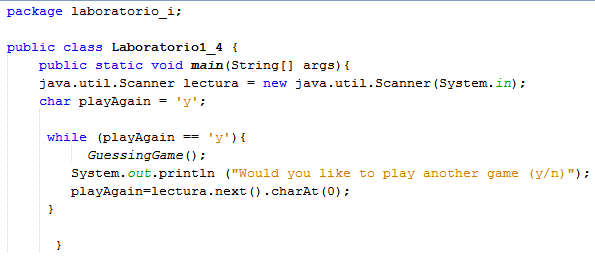 package laboratorio_i;
public class Laboratorio1_4 {
public static void main(String[] args){
java.util.Scanner lectura = new java.util.Scanner(System.in);
char playAgain = 'y';
while (playAgain == 'y'){
GuessingGame();
System.out.println ("Would you like to play another game (y/n)");
playAgain=lectura.next().charAt(0);
}
}